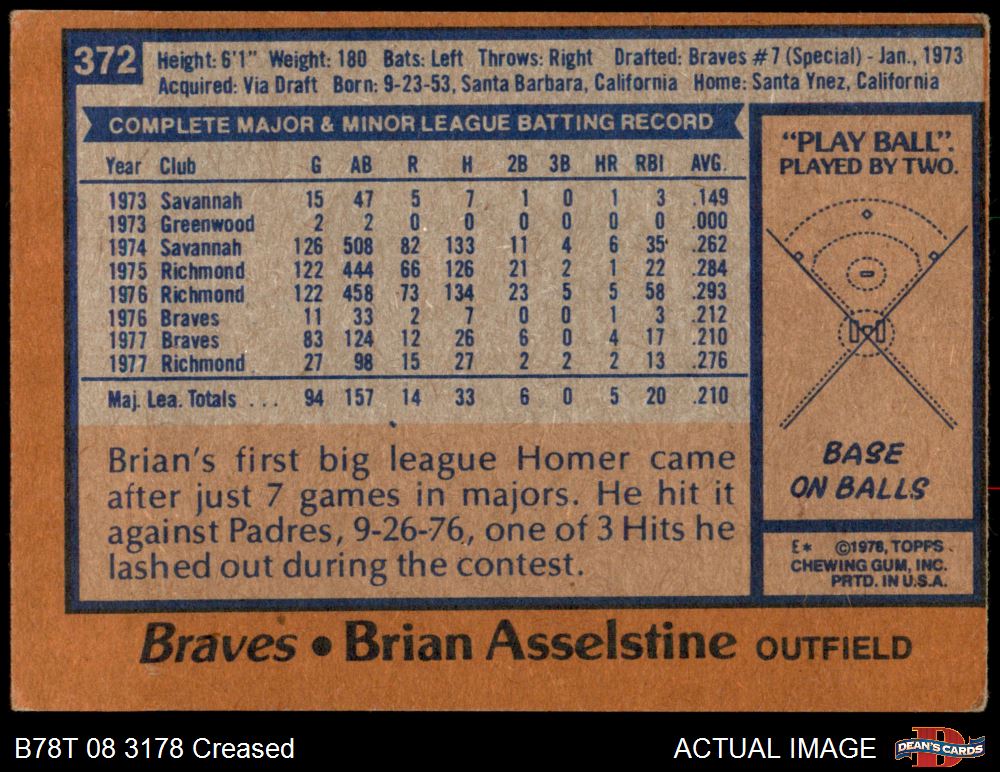 372
Height: 6'1" Weight: 180 Bats: Left Throws: Right Drafted: Braves #7 (Special) - Jan., 1973
Acquired: Via Draft Born: 9-23-53, Santa Barbara, California Home: Santa Ynez, California
COMPLETE MAJOR & MINOR LEAGUE BATTING RECORD
Year Club G AB R H 2B 3B HR RBI AVG.
1973 Savannah 15 47 5 7 1 0 1 3 .149
1973 Greenwood 2 2 0 0 0 0 0 0 .000
1974 Savannah 126 508 82 133 11 4 6 35 .262
1975 Richmond 122 444 66 126 21 2 1 22 .284
1976 Richmond 122 458 73 134 23 5 5 58 .293
1976 Braves 11 33 2 7 0 0 1 3 .212
1977 Braves 83 124 12 26 6 0 4 17 .210
1977 Richmond 27 98 15 27 2 2 2 13 .276
Maj. Lea. Totals ... 94 157 14 33 6 0 5 20 .210
Brian's first big league Homer came
after just 7 games in majors. He hit it
against Padres, 9-26-76, one of 3 Hits he
lashed out during the contest.
"PLAY BALL".
PLAYED BY TWO.
BASE
ON BALLS
E* ©1978, TOPPS
CHEWING GUM, INC.
PRTD. IN U.S.A.
Braves • Brian Asselstine OUTFIELD
B78T 08 3178 Creased
ACTUAL IMAGE
DEAN'S CARDS